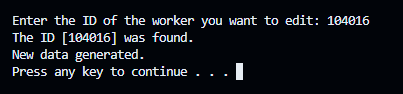 Enter the ID of the worker you want to edit: 104016
The ID [104016] was found.
New data generated.
Press any key to continue . . .